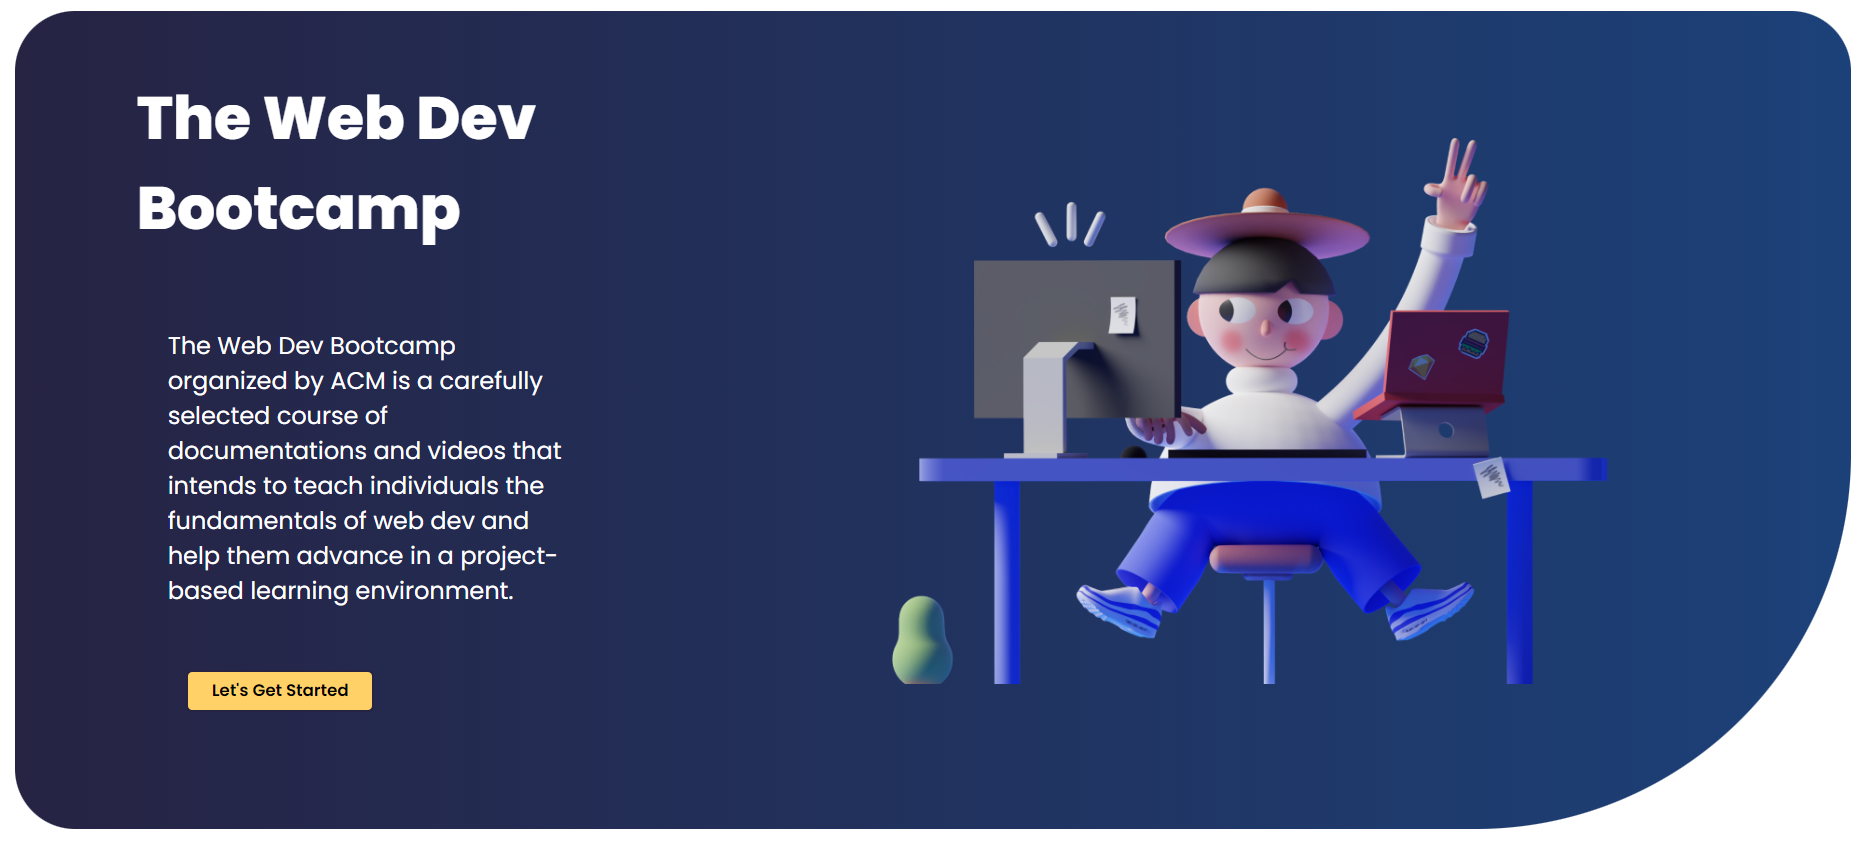 The Web Dev
Bootcamp
The Web Dev Bootcamp
organized by ACM is a carefully
selected course of
documentations and videos that
intends to teach individuals the
fundamentals of web dev and
help them advance in a project-
based learning environment.
Let's Get Started